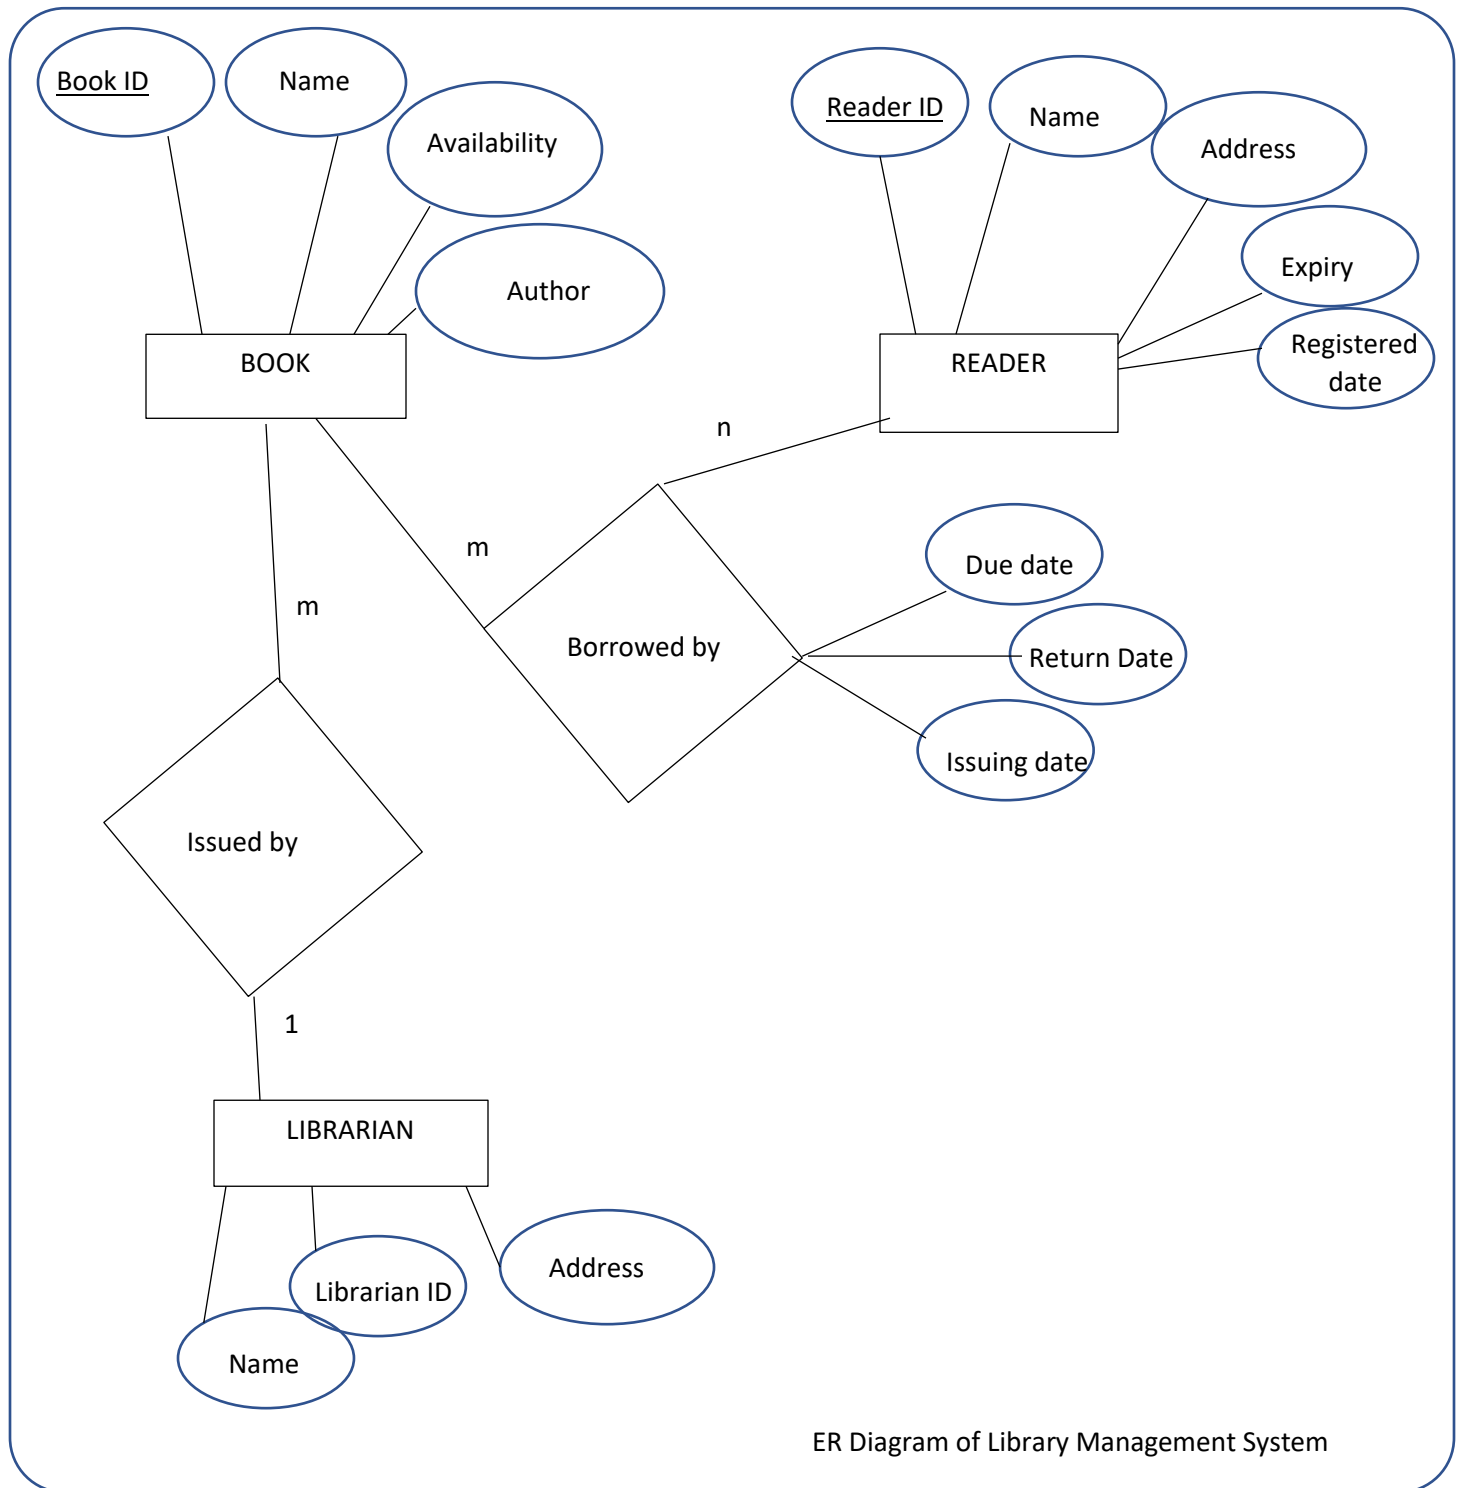 Book ID
Name
Availability
Author
BOOK
Reader ID
Name
Address
Expiry
Registered
date
READER
n
m
m
Borrowed by
Due date
Return Date
Issuing date
Issued by
1
LIBRARIAN
Librarian ID
Address
Name
ER Diagram of Library Management System